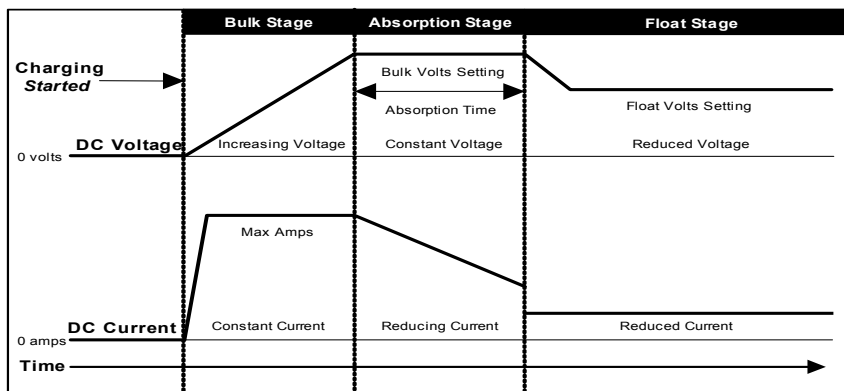 Bulk Stage
Absorption Stage
Float Stage
Charging
Started
Bulk Volts Setting
Absorption Time
Float Volts Setting
DC Voltage
0 volts
Increasing Voltage
Constant Voltage
Reduced Voltage
Max Amps
DC Current
0 amps
Constant Current
Reducing Current
Reduced Current
Time